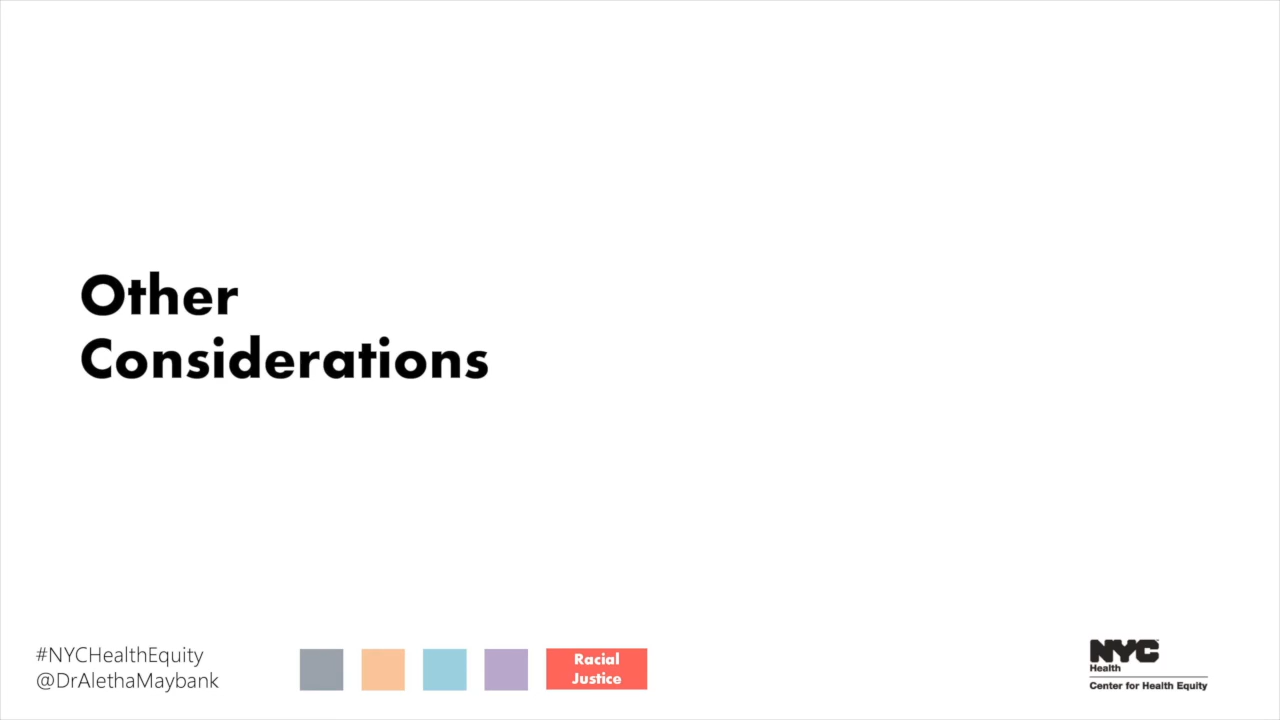 Other
Considerations
#NYCHealthEquity
@DrAlethaMaybank
Racial
Justice
NYC
Health
Center for Health Equity